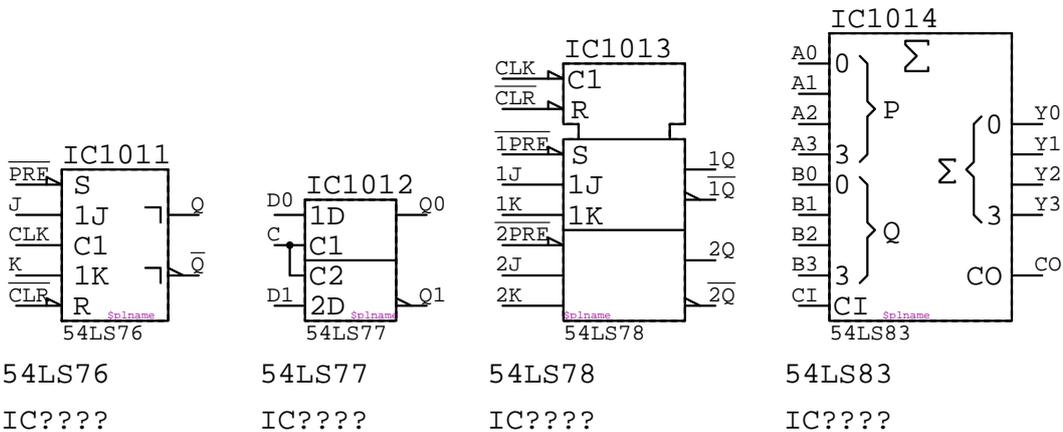 IC1011
PRE
S
J
1J
Q
CLK
C1
K
1K
Q
CLR
R
$plname
54LS76
54LS76
IC????
IC1012
D0
1D
Q0
C
C1
C2
D1
2D
Q1
$plname
54LS77
54LS77
IC????
IC1013
CLK
C1
CLR
R
1PRE
S
1Q
1J
1J
1Q
1K
1K
2PRE
2J
2Q
2K
2Q
$plname
54LS78
54LS78
IC????
IC1014
Σ
A0
0
A1
A2
P
0
Y0
A3
3
Y1
B0
0
Σ
Y2
B1
3
Y3
B2
Q
B3
3
CO
CO
CI
CI
$plname
54LS83
54LS83
IC????